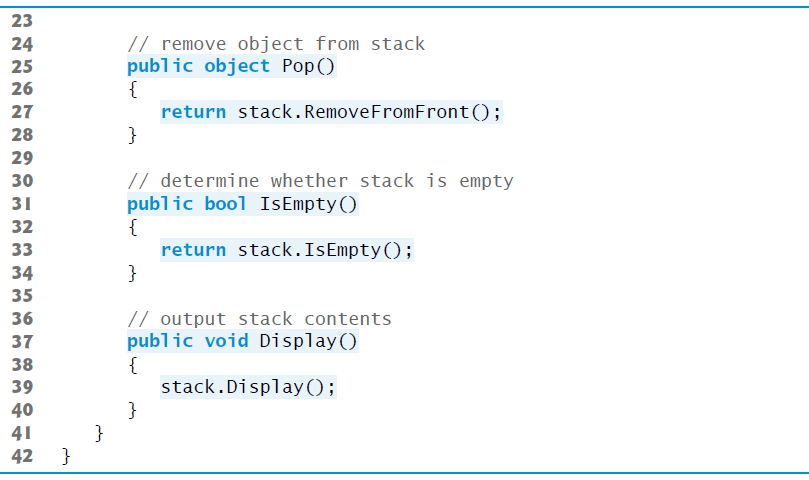 23
24 // remove object from stack
25 public object Pop()
26 {
27 return stack.RemoveFromFront();
28 }
29
30 // determine whether stack is empty
31 public bool IsEmpty()
32 {
33 return stack.IsEmpty();
34 }
35
36 // output stack contents
37 public void Display()
38 {
39 stack.Display();
40 }
41 }
42 }